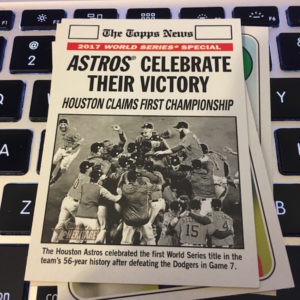 The Topps News
2017 WORLD SERIES® SPECIAL
ASTROS® CELEBRATE
THEIR VICTORY
HOUSTON CLAIMS FIRST CHAMPIONSHIP
15
The Houston Astros celebrated the first World Series title in the
team's 56-year history after defeating the Dodgers in Game 7.